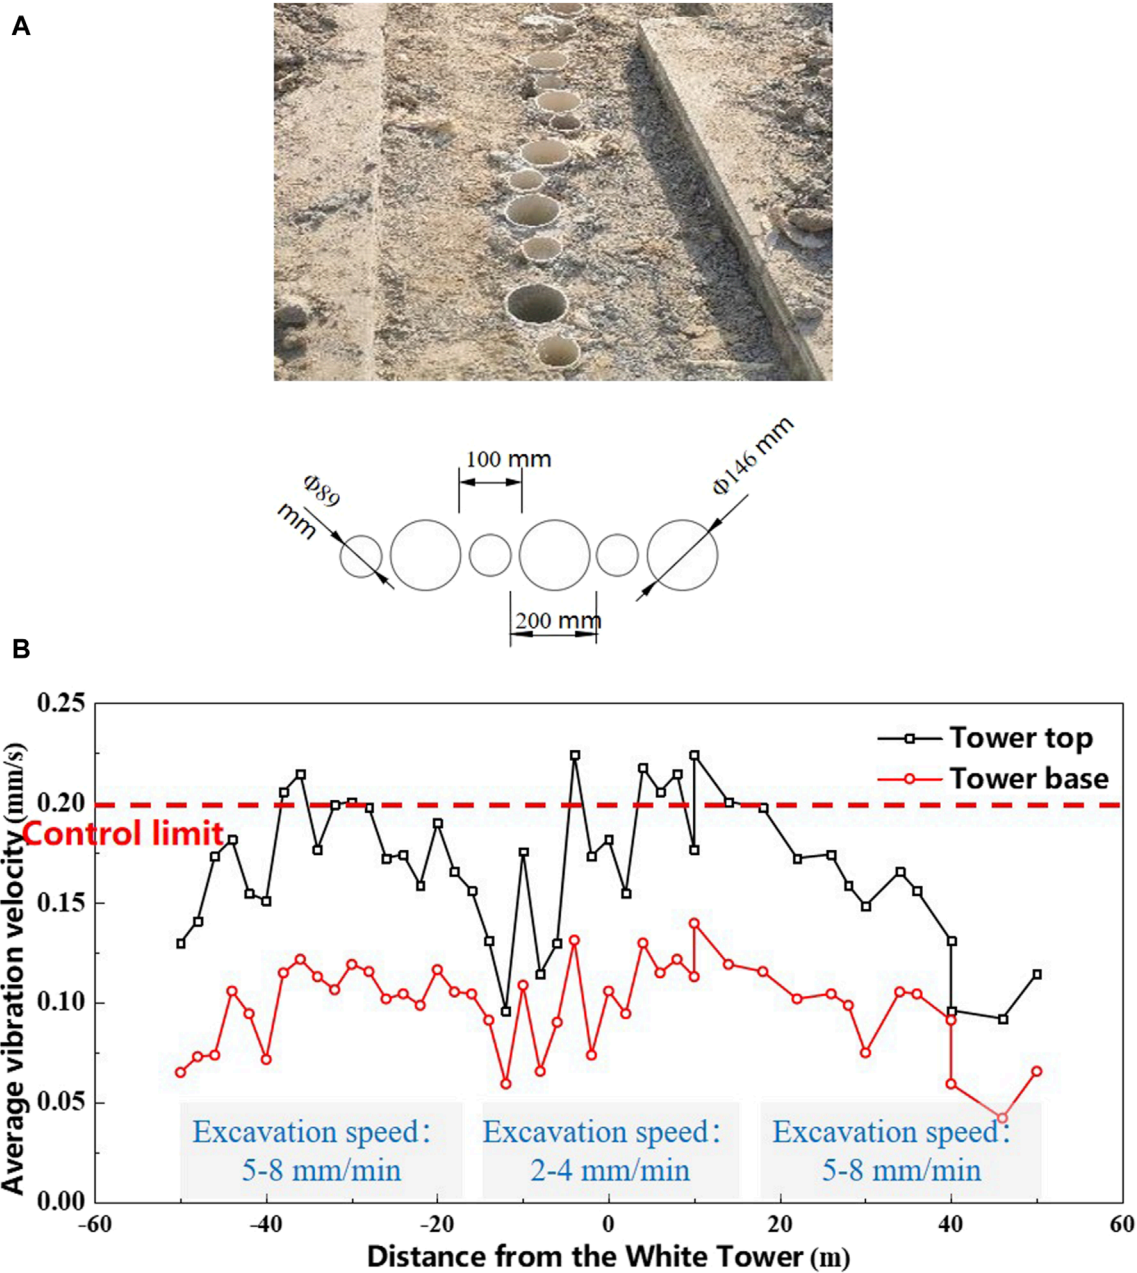 A
100 mm
Φ89
mm
Φ146 mm
200 mm
B
0.25
0.20
0.15
0.10
0.05
0.00
Average vibration velocity (mm/s)
Tower top
Tower base
Control limit
Excavation speed:
5-8 mm/min
Excavation speed:
2-4 mm/min
Excavation speed:
5-8 mm/min
-60
-40
-20
0
20
40
60
Distance from the White Tower (m)